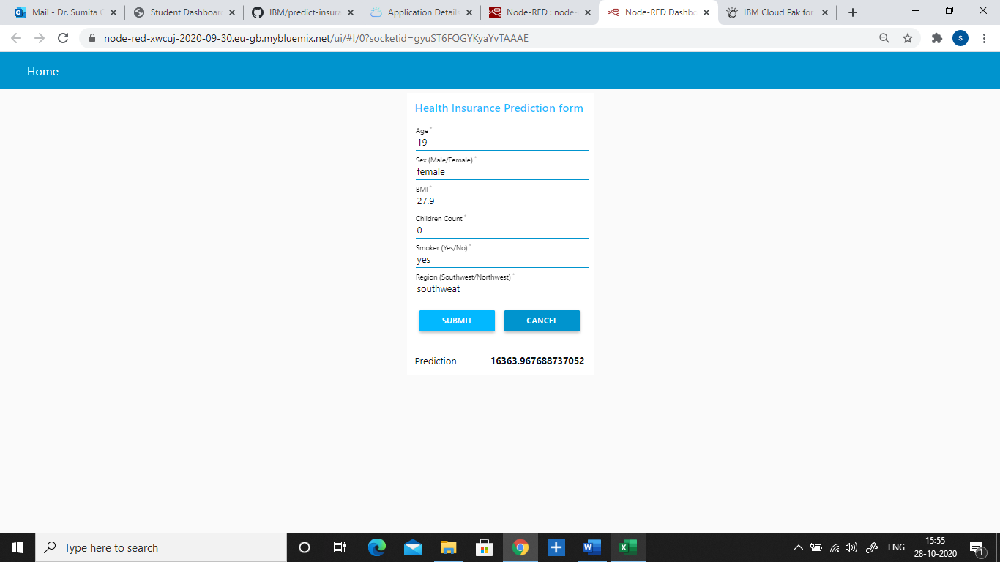 Mail - Dr. Sumita G
Student Dashboard
IBM/predict-insura
Application Details
Node-RED : node-
Node-RED Dashbo
IBM Cloud Pak for
node-red-xwcuj-2020-09-30.eu-gb.mybluemix.net/ui/#!/0?socketid=gyuST6FQGYKyaYvTAAAE
S
Home
Health Insurance Prediction form
Age *
19
Sex (Male/Female) *
female
BMI *
27.9
Children Count *
0
Smoker (Yes/No) *
yes
Region (Southwest/Northwest) *
southweat
SUBMIT CANCEL
Prediction 16363.967688737052
Type here to search
ENG
15:55
28-10-2020
1